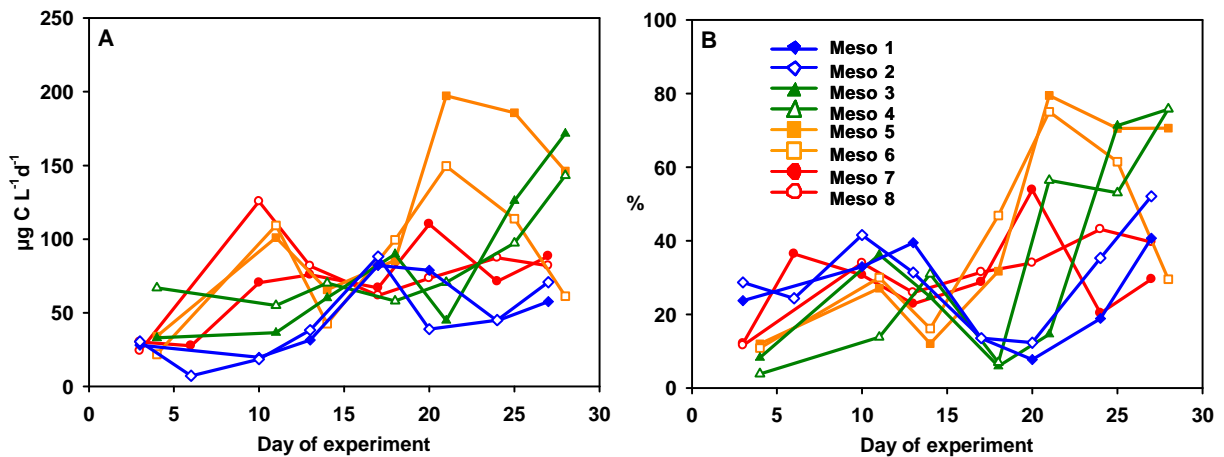 A
250
200
150
100
50
0
µg C L-1d-1
0
5
10
15
20
25
30
Day of experiment
B
100
80
60
40
20
0
%
Meso 1
Meso 2
Meso 3
Meso 4
Meso 5
Meso 6
Meso 7
Meso 8
0
5
10
15
20
25
30
Day of experiment